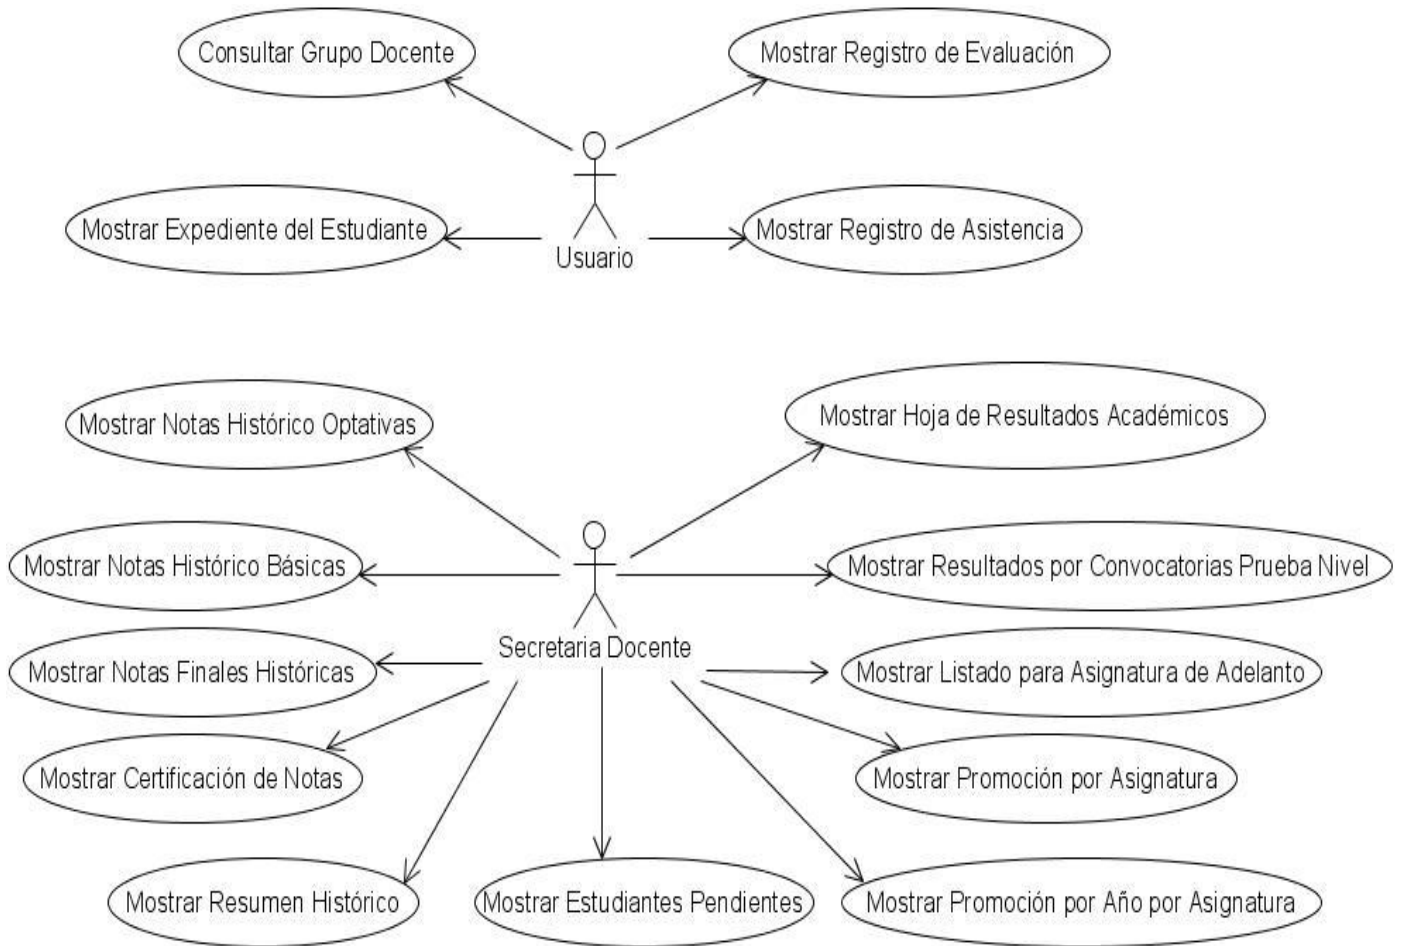 Consultar Grupo Docente
Mostrar Registro de Evaluación
Mostrar Expediente del Estudiante
Mostrar Registro de Asistencia
Usuario
Mostrar Notas Histórico Optativas
Mostrar Hoja de Resultados Académicos
Mostrar Notas Histórico Básicas
Mostrar Resultados por Convocatorias Prueba Nivel
Secretaria Docente
Mostrar Notas Finales Históricas
Mostrar Listado para Asignatura de Adelanto
Mostrar Certificación de Notas
Mostrar Promoción por Asignatura
Mostrar Resumen Histórico
Mostrar Estudiantes Pendientes
Mostrar Promoción por Año por Asignatura